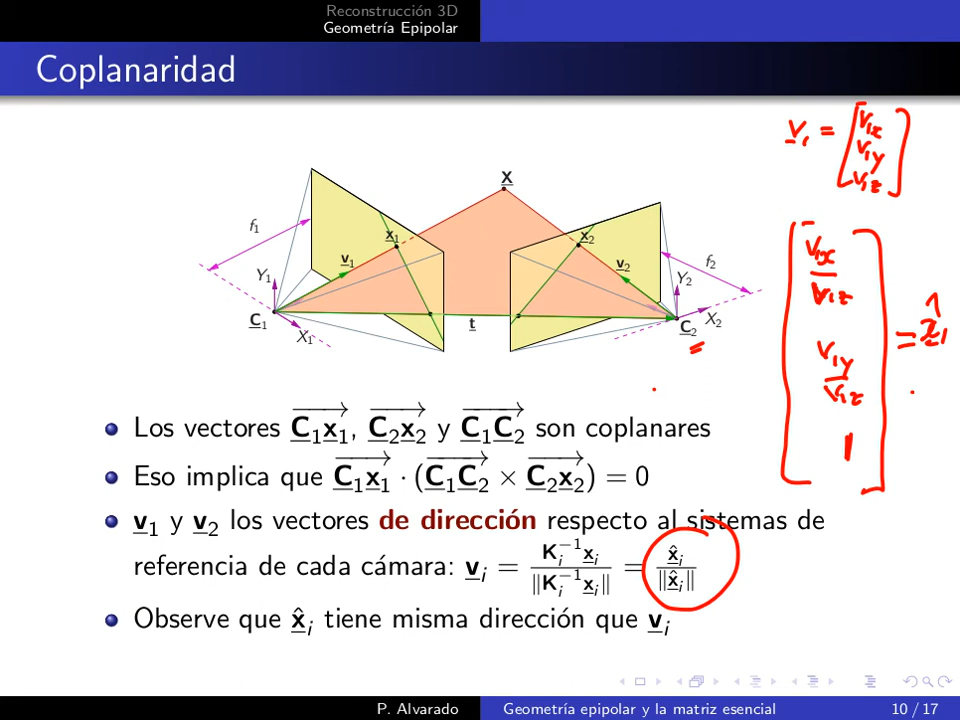 Reconstrucción 3D
Geometría Epipolar
Coplanaridad
v₁ = [v₁ₓ
v₁y
v₁z]
X
f₁
x₁
x₂
v₁
v₂
f₂
Y₁
Y₂
C₁
t
C₂
X₂
X₁
=
[v₁ₓ / v₁z
v₁y / v₁z
1] = x̂₁
Los vectores C₁x₁, C₂x₂ y C₁C₂ son coplanares
Eso implica que C₁x₁ · (C₁C₂ × C₂x₂) = 0
v₁ y v₂ los vectores de dirección respecto al sistemas de
referencia de cada cámara: vᵢ = Kᵢ⁻¹xᵢ / ‖Kᵢ⁻¹xᵢ‖ = x̂ᵢ / ‖x̂ᵢ‖
Observe que x̂ᵢ tiene misma dirección que vᵢ
P. Alvarado
Geometría epipolar y la matriz esencial
10 / 17